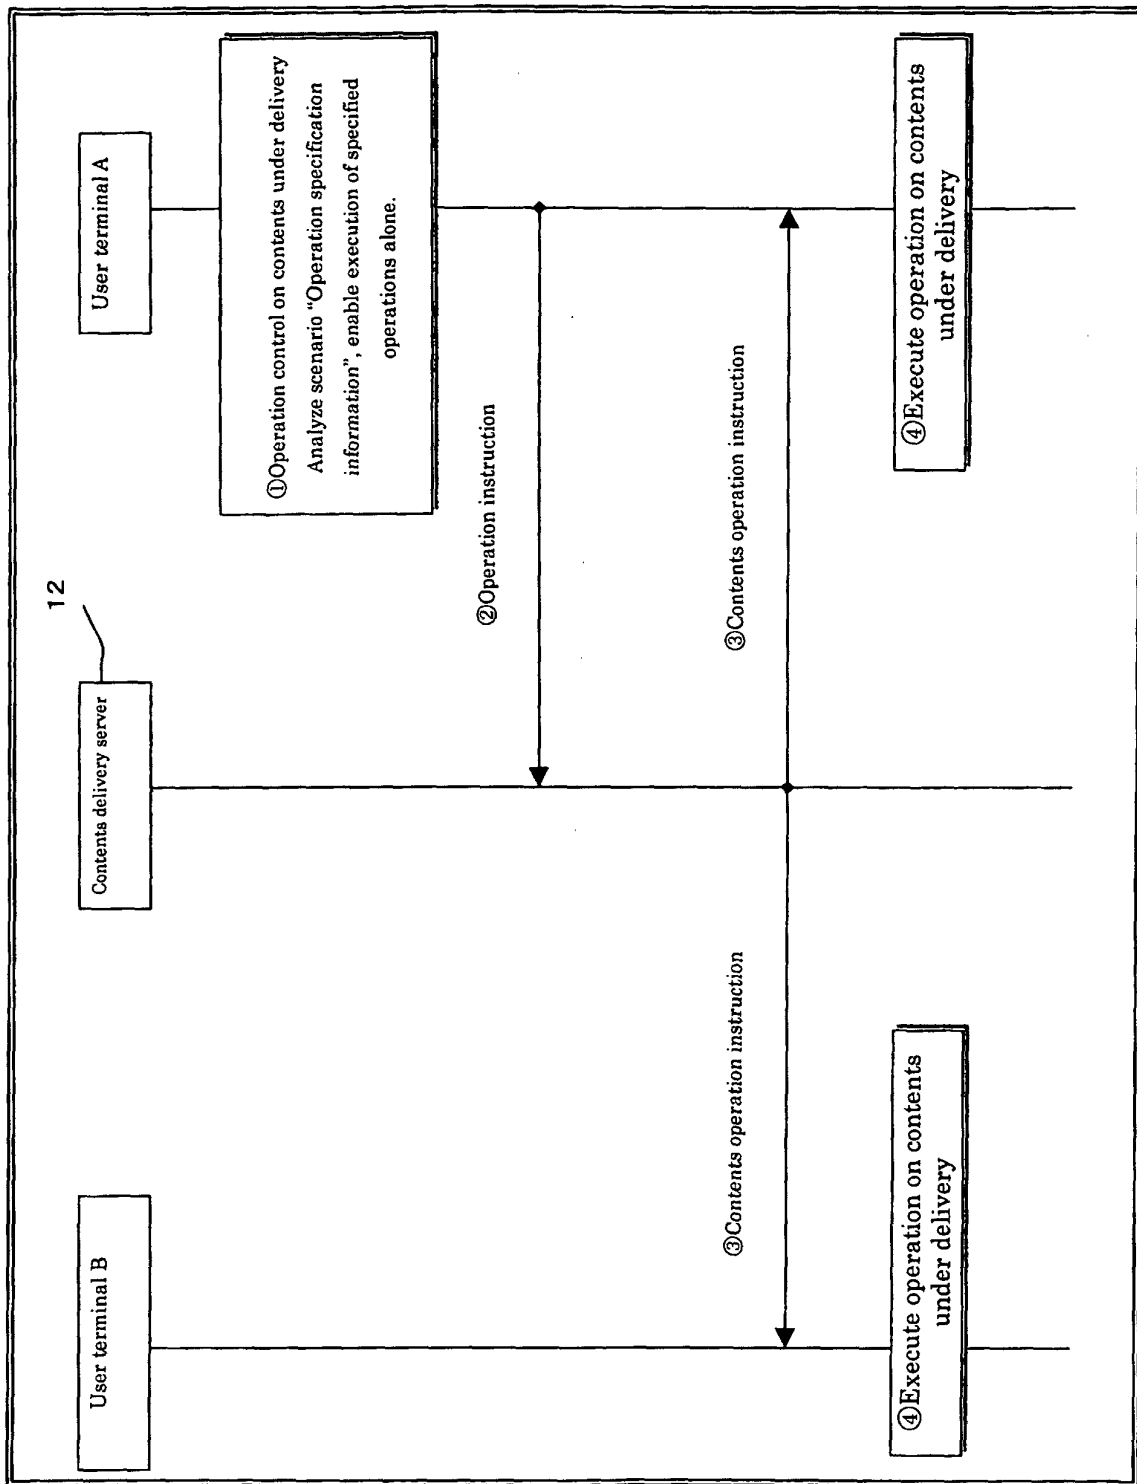 User terminal B
Contents delivery server
12
User terminal A
①Operation control on contents under delivery
Analyze scenario "Operation specification
information", enable execution of specified
operations alone.
②Operation instruction
③Contents operation instruction
③Contents operation instruction
④Execute operation on contents
under delivery
④Execute operation on contents
under delivery